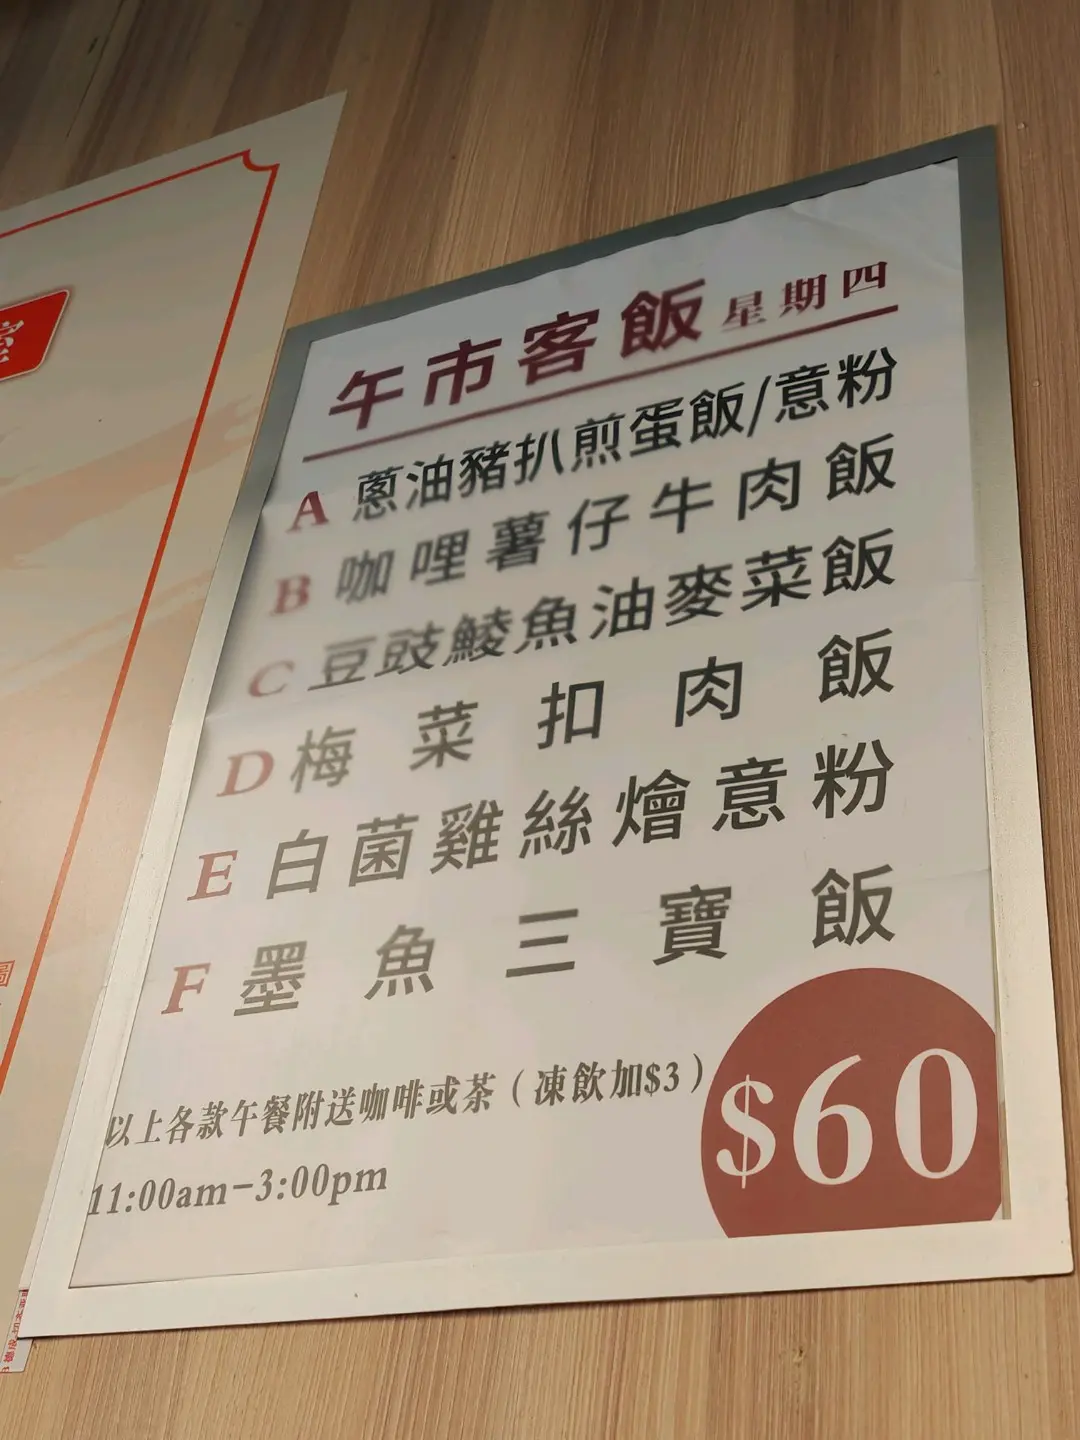 午市客飯 星期四
A 蔥油豬扒煎蛋飯/意粉
B 咖哩薯仔牛肉飯
C 豆豉鯪魚油麥菜飯
D 梅菜扣肉飯
E 白菌雞絲燴意粉
F 墨魚三寶飯
以上各款午餐附送咖啡或茶（凍飲加$3）
11:00am-3:00pm
$60